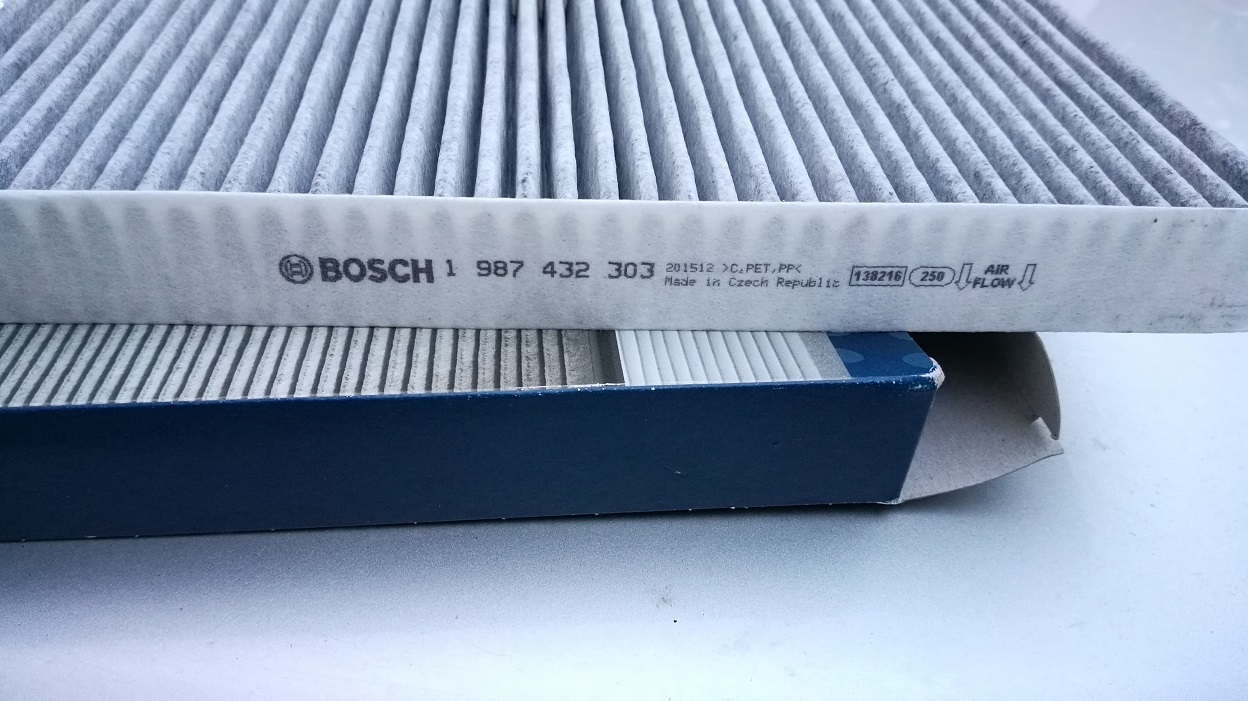 BOSCH 1 987 432 303
201512 >C,PET,PP<
Made in Czech Republic
138216 250
AIR
FLOW